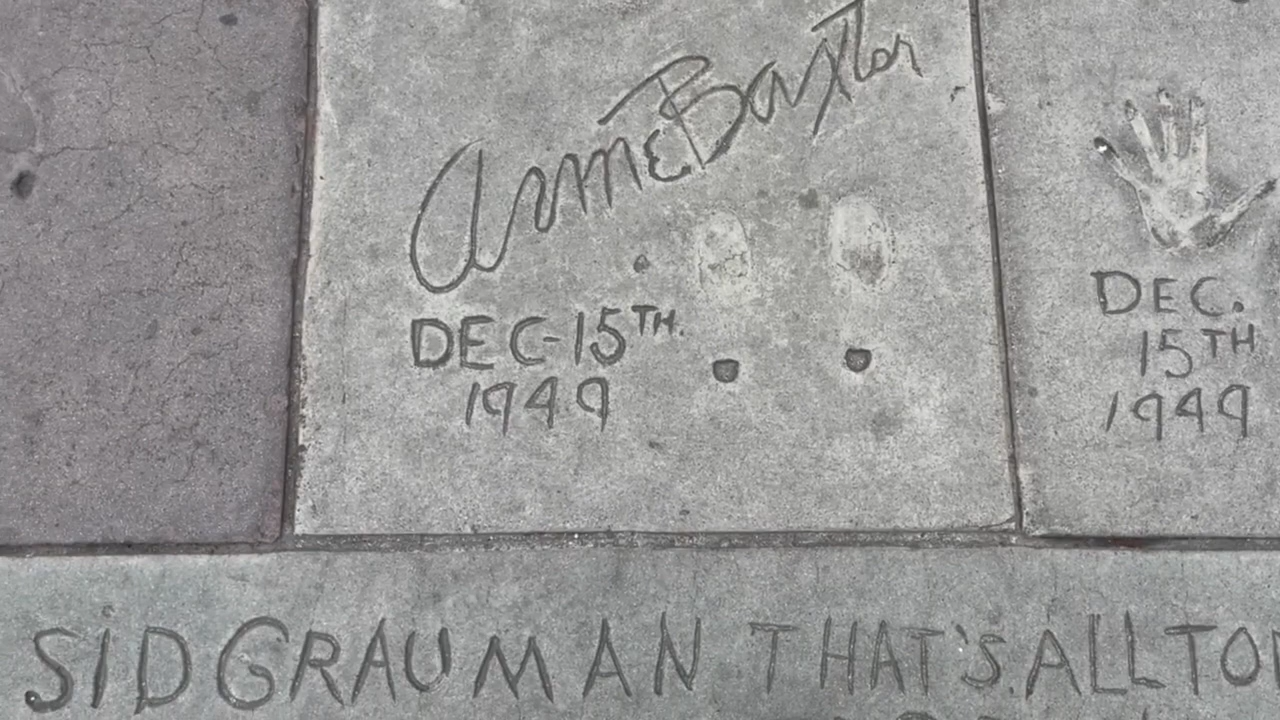 Anne Baxter
DEC-15TH.
1949
DEC.
15TH
1949
SiD GRAUMAN THAT'S ALL TO